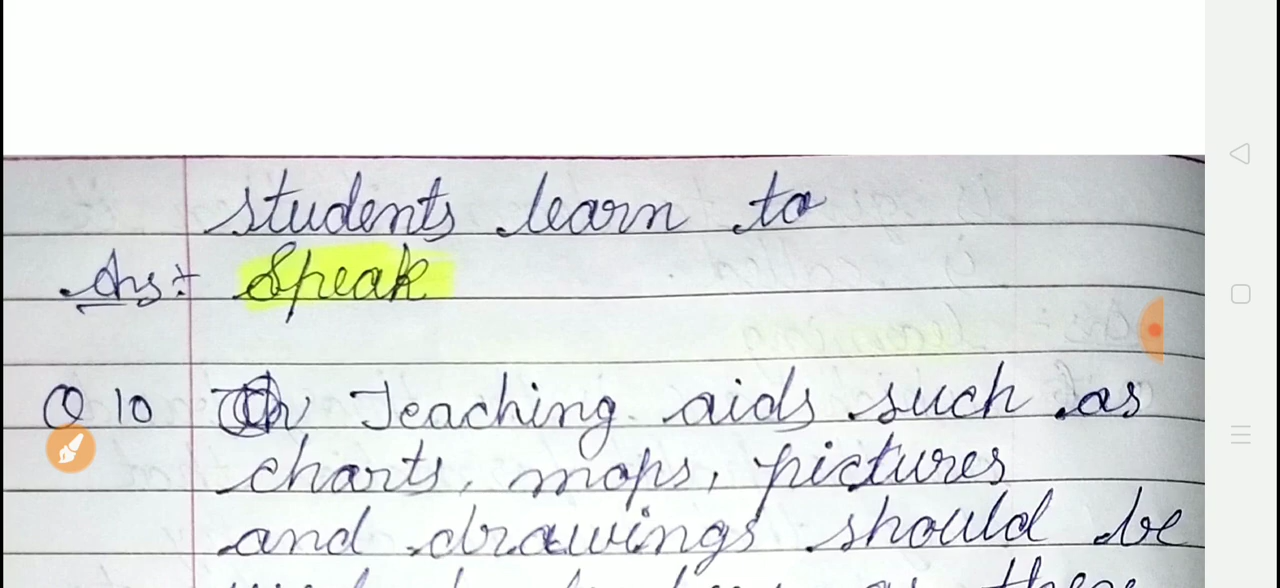 students learn to
Ans:- Speak
Q 10 Teaching aids such as
charts, maps, pictures
and drawings should be